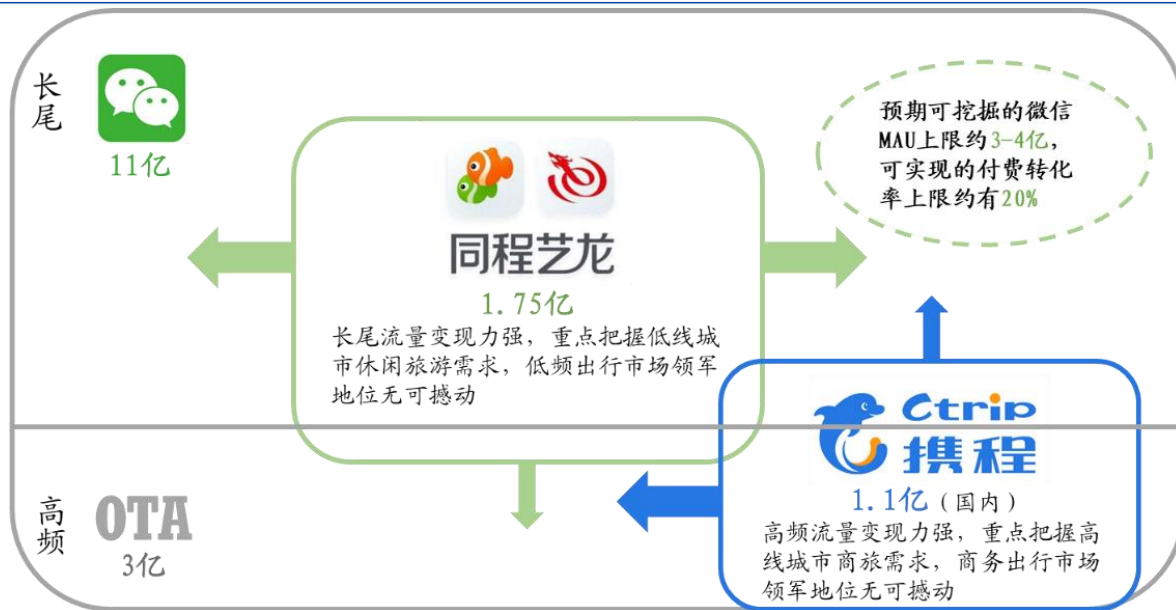 长尾
11亿
预期可挖掘的微信
MAU上限约3-4亿，
可实现的付费转化
率上限约有20%
同程艺龙
1.75亿
长尾流量变现力强，重点把握低线城
市休闲旅游需求，低频出行市场领军
地位无可撼动
Ctrip
携程
1.1亿（国内）
高频流量变现力强，重点把握高
线城市商旅需求，商务出行市场
领军地位无可撼动
高频
OTA
3亿